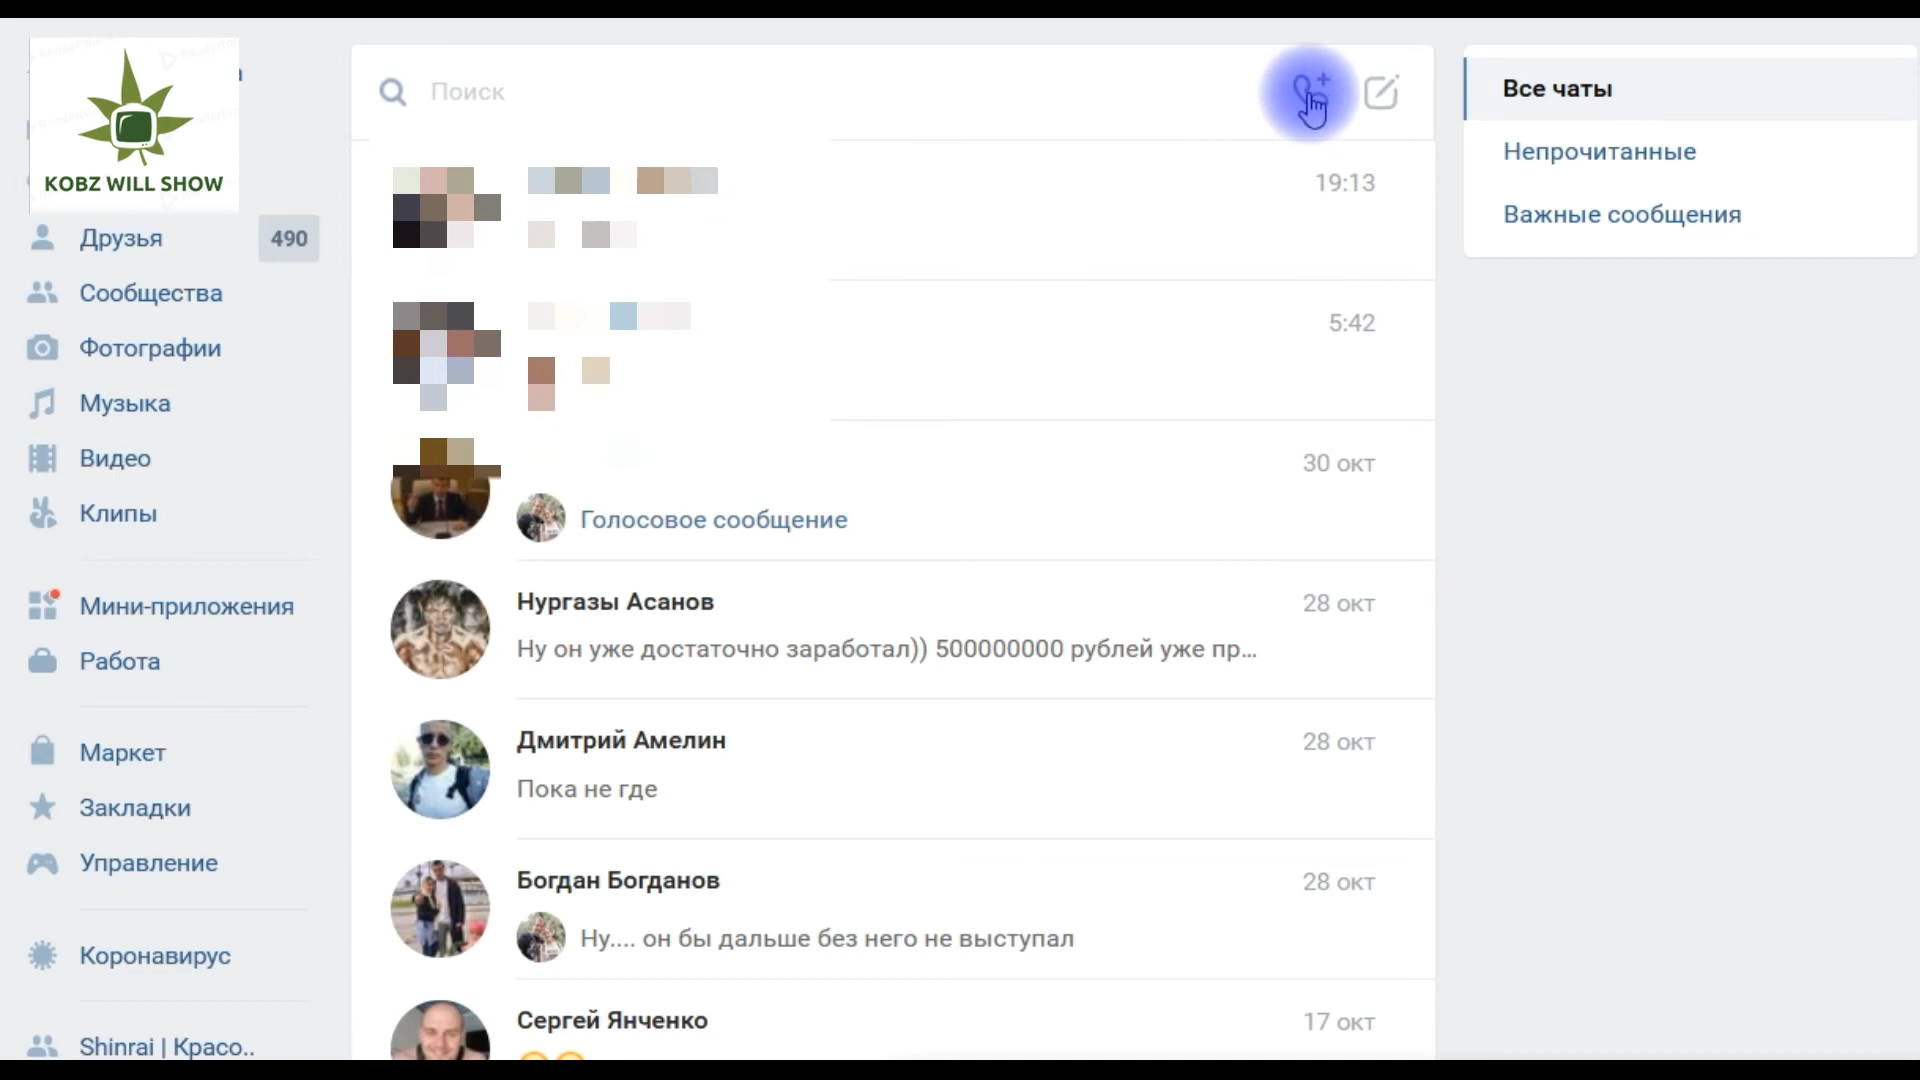 KOBZ WILL SHOW
Друзья
490
Сообщества
Фотографии
Музыка
Видео
Клипы
Мини-приложения
Работа
Маркет
Закладки
Управление
Коронавирус
Shinrai | Красо..
Поиск
19:13
5:42
30 окт
Голосовое сообщение
Нургазы Асанов
28 окт
Ну он уже достаточно заработал)) 500000000 рублей уже пр...
Дмитрий Амелин
28 окт
Пока не где
Богдан Богданов
28 окт
Ну.... он бы дальше без него не выступал
Сергей Янченко
17 окт
Все чаты
Непрочитанные
Важные сообщения